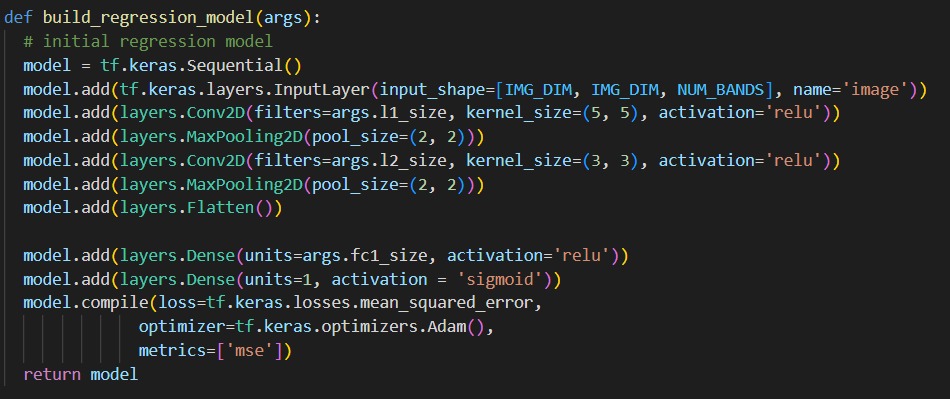 def build_regression_model(args):
# initial regression model
model = tf.keras.Sequential()
model.add(tf.keras.layers.InputLayer(input_shape=[IMG_DIM, IMG_DIM, NUM_BANDS], name='image'))
model.add(layers.Conv2D(filters=args.l1_size, kernel_size=(5, 5), activation='relu'))
model.add(layers.MaxPooling2D(pool_size=(2, 2)))
model.add(layers.Conv2D(filters=args.l2_size, kernel_size=(3, 3), activation='relu'))
model.add(layers.MaxPooling2D(pool_size=(2, 2)))
model.add(layers.Flatten())
model.add(layers.Dense(units=args.fc1_size, activation='relu'))
model.add(layers.Dense(units=1, activation = 'sigmoid'))
model.compile(loss=tf.keras.losses.mean_squared_error,
optimizer=tf.keras.optimizers.Adam(),
metrics=['mse'])
return model